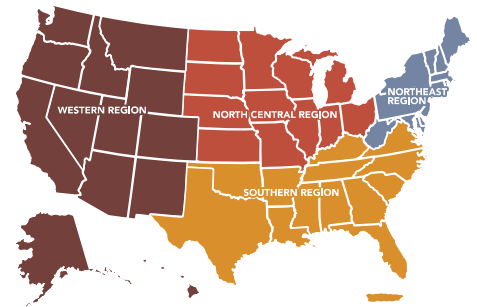 NORTHEAST
REGION
WESTERN REGION
NORTH CENTRAL REGION
SOUTHERN REGION